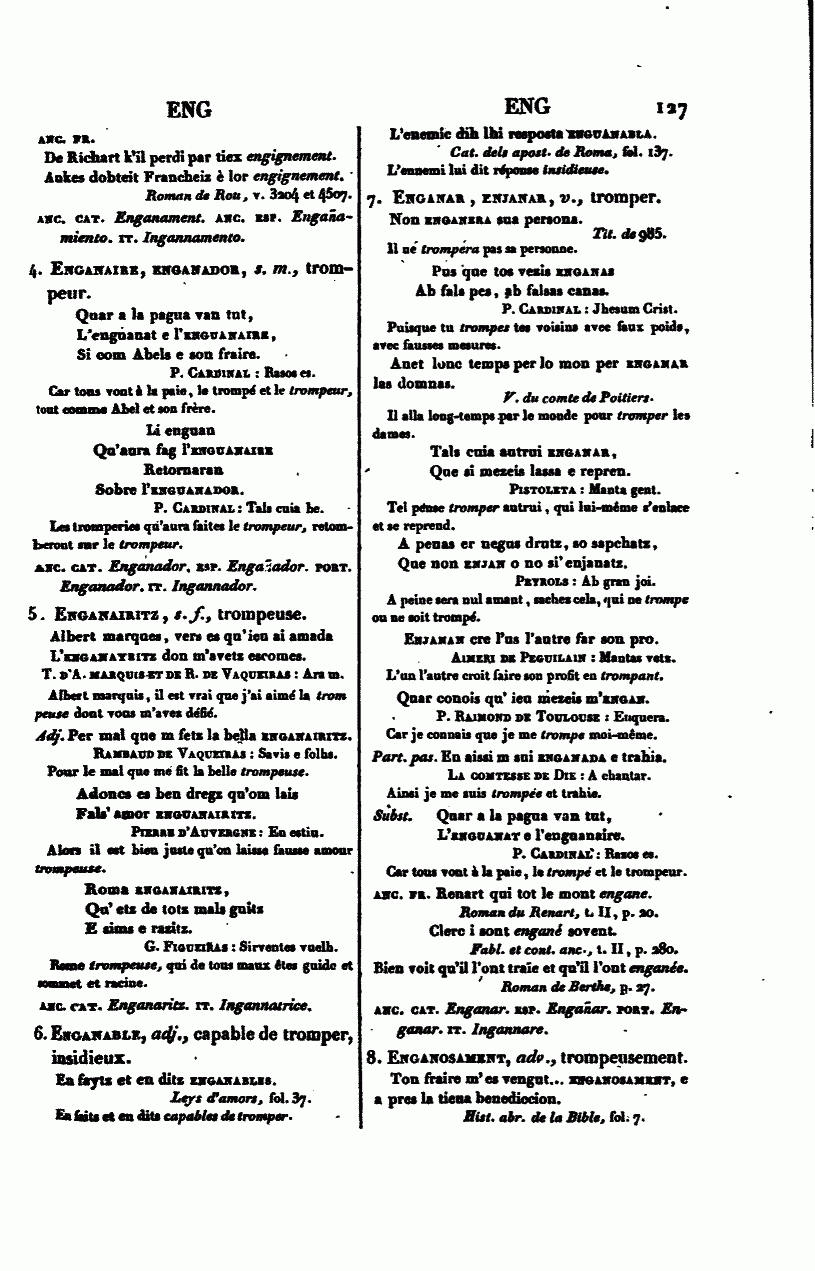 ENG
ANC. FR.
De Richart k'il perdi par tiex engignement.
Ankes dobteit Francheiz è lor engignement.
Roman de Rou, v. 3204 et 4507.
ANC. CAT. Enganament. ANC. ESP. Engaña-
miento. IT. Ingannamento.
4. ENGANAIRE, ENGANADOR, s. m., trom-
peur.
Quar a la pagua van tut,
L'enguanat e l'ENGUANAIRE,
Si com Abels e son fraire.
P. CARDINAL : Razos es.
Car tous vont à la paie, le trompé et le trompeur,
tout comme Abel et son frère.
Li enguan
Qu'aura fag l'ENGUANAIRE
Retornaran
Sobre l'ENGUANADOR.
P. CARDINAL : Tals cuia be.
Les tromperies qu'aura faites le trompeur, retom-
beront sur le trompeur.
ANC. CAT. Enganador. ESP. Engañador. PORT.
Enganador. IT. Ingannador.
5. ENGANAIRITZ, s. f., trompeuse.
Albert marques, vers es qu'ieu ai amada
L'ENGANAYRITZ don m'avetz escomes.
T. D'A. MARQUIS ET DE R. DE VAQUEIRAS : Ara m.
Albert marquis, il est vrai que j'ai aimé la trom
peuse dont vous m'avez défié.
Adj. Per mal que m fets la bella ENGANAIRITZ.
RAMBAUD DE VAQUEIRAS : Savis e folhs.
Pour le mal que me fit la belle trompeuse.
Adoncs es ben dregz qu'om lais
Fals' amor ENGUANAIRITZ.
PIERRE D'AUVERGNE : En estiu.
Alors il est bien juste qu'on laisse fausse amour
trompeuse.
Roma ENGUANAIRITZ,
Qu' etz de totz mals guitz
E sims e razitz.
G. FIGUEIRAS : Sirventes vuelh.
Rome trompeuse, qui de tous maux êtes guide et
sommet et racine.
ANC. CAT. Enganaritz. IT. Ingannatrice.
6. ENGANABLE, adj., capable de tromper,
insidieux.
En faytz et en ditz ENGANABLES.
Leys d'amors, fol. 37.
En faits et en dits capables de tromper.
ENG 127
L'enemic dih lhi resposta ENGUANABLA.
Cat. dels apost. de Roma, fol. 137.
L'ennemi lui dit réponse insidieuse.
7. ENGANAR, ENJANAR, v., tromper.
Non ENGANERA sua persona.
Tit. de 985.
Il ne trompera pas sa personne.
Pus que tos vezis ENGANAS
Ab fals pes, ab falsas canas.
P. CARDINAL : Jhesum Crist.
Puisque tu trompes tes voisins avec faux poids,
avec fausses mesures.
Anet lonc temps per lo mon per ENGANAR
las domnas.
V. du comte de Poitiers.
Il alla long-temps par le monde pour tromper les
dames.
Tals cuia autrui ENGANAR,
Que si mezeis lassa e repren.
PISTOLETA : Manta gent.
Tel pense tromper autrui, qui lui-même s'enlace
et se reprend.
A penas er negus drutz, so sapchatz,
Que non ENJAN o no si' enjanatz.
PEYROLS : Ab gran joi.
A peine sera nul amant, sachez cela, qui ne trompe
ou ne soit trompé.
ENJANAN cre l'us l'autre far son pro.
AIMERI DE PEGUILAIN : Mantas vetz.
L'un l'autre croit faire son profit en trompant.
Quar conois qu' ieu mezeis m'ENGAN.
P. RAIMOND DE TOULOUSE : Enquera.
Car je connais que je me trompe moi-même.
Part. pas. En aissi m sui ENGANADA e trahia.
LA COMTESSE DE DIE : A chantar.
Ainsi je me suis trompée et trahie.
Subst. Quar a la pagua van tut,
L'ENGUANAT e l'enguanaire.
P. CARDINAL : Razos es.
Car tous vont à la paie, le trompé et le trompeur.
ANC. FR. Renart qui tot le mont engane.
Roman du Renart, t. II, p. 20.
Clerc i sont engané sovent.
Fabl. et cont. anc., t. II, p. 280.
Bien voit qu'il l'ont traïe et qu'il l'ont enganée.
Roman de Berthe, p. 27.
ANC. CAT. Enganar. ESP. Engañar. PORT. En-
ganar. IT. Ingannare.
8. ENGANOSAMENT, adv., trompeusement.
Ton fraire m'es vengut... ENGANOSAMENT, e
a pres la tiena benediccion.
Hist. abr. de la Bible, fol. 7.